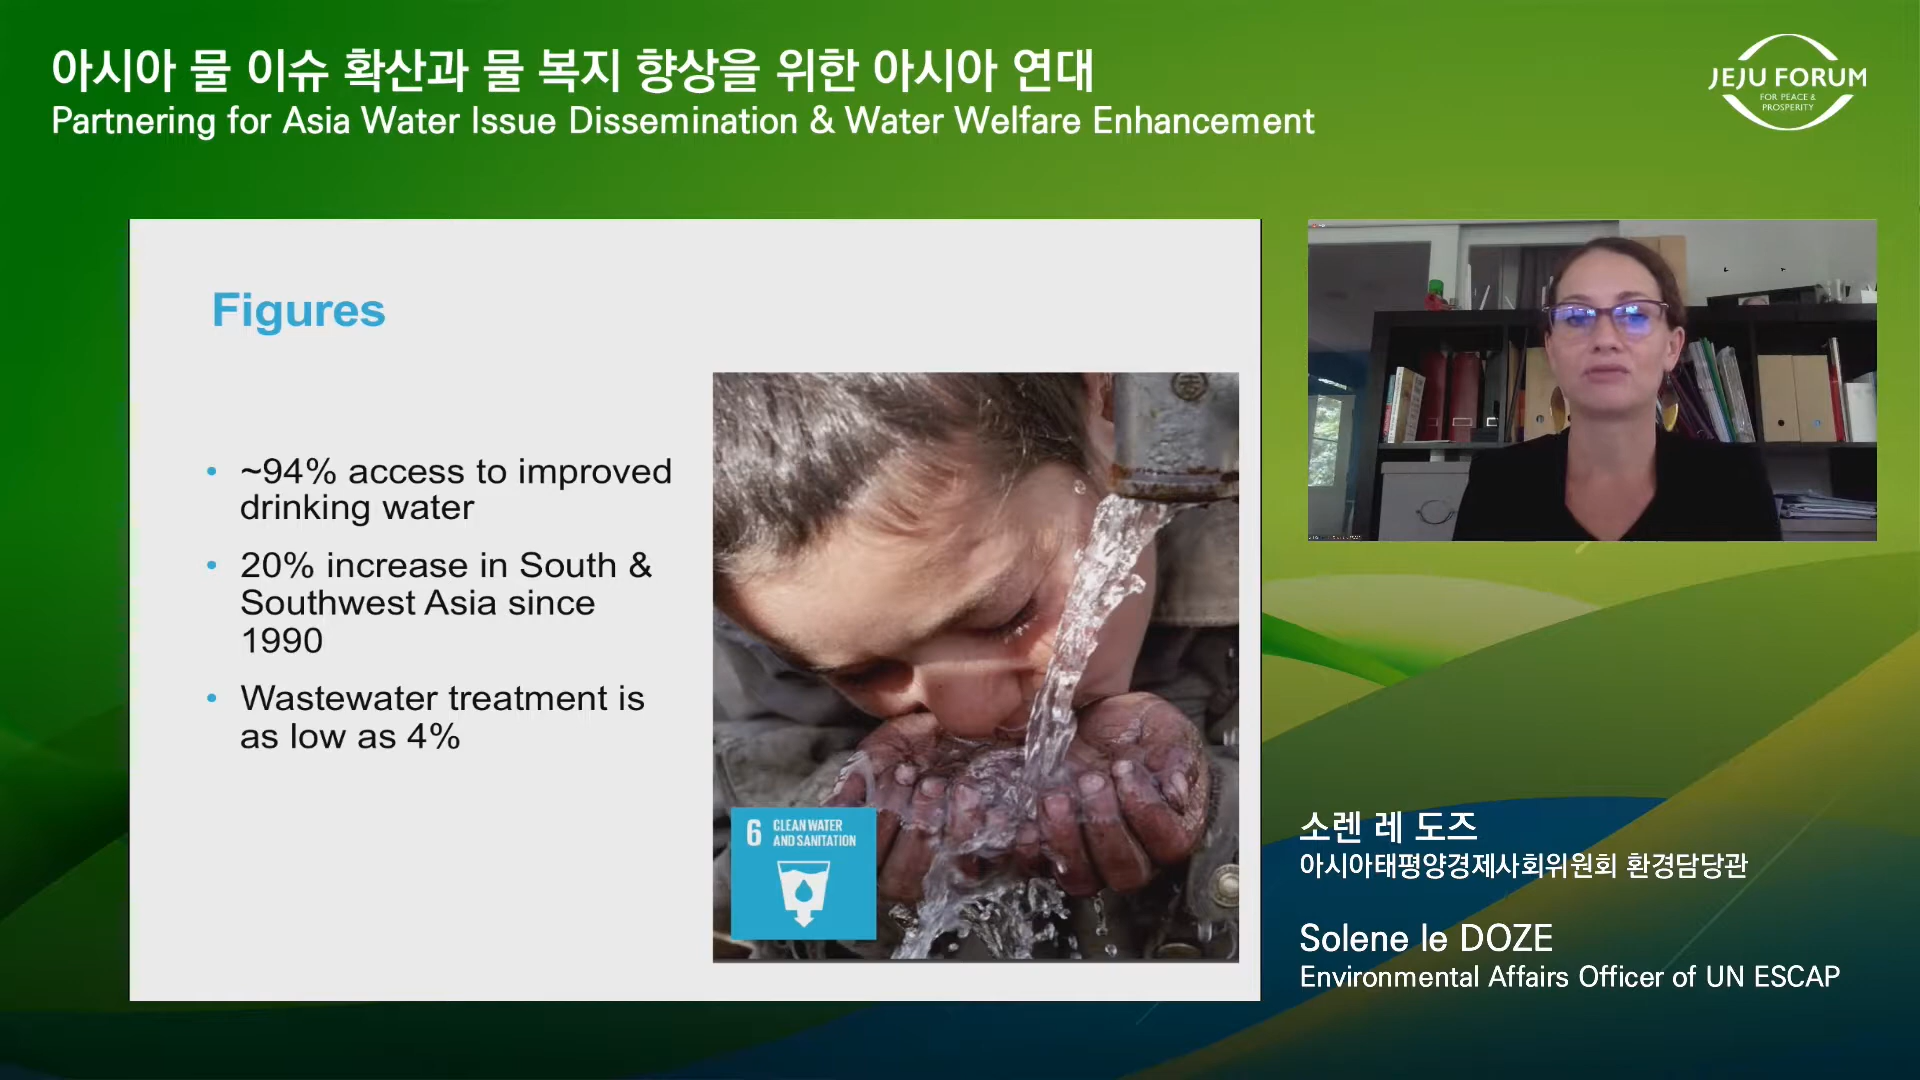 아시아 물 이슈 확산과 물 복지 향상을 위한 아시아 연대
Partnering for Asia Water Issue Dissemination & Water Welfare Enhancement
JEJU FORUM
FOR PEACE &
PROSPERITY
Figures
• ~94% access to improved
drinking water
• 20% increase in South &
Southwest Asia since
1990
• Wastewater treatment is
as low as 4%
6 CLEAN WATER
AND SANITATION
소렌 레 도즈
아시아태평양경제사회위원회 환경담당관
Solene le DOZE
Environmental Affairs Officer of UN ESCAP